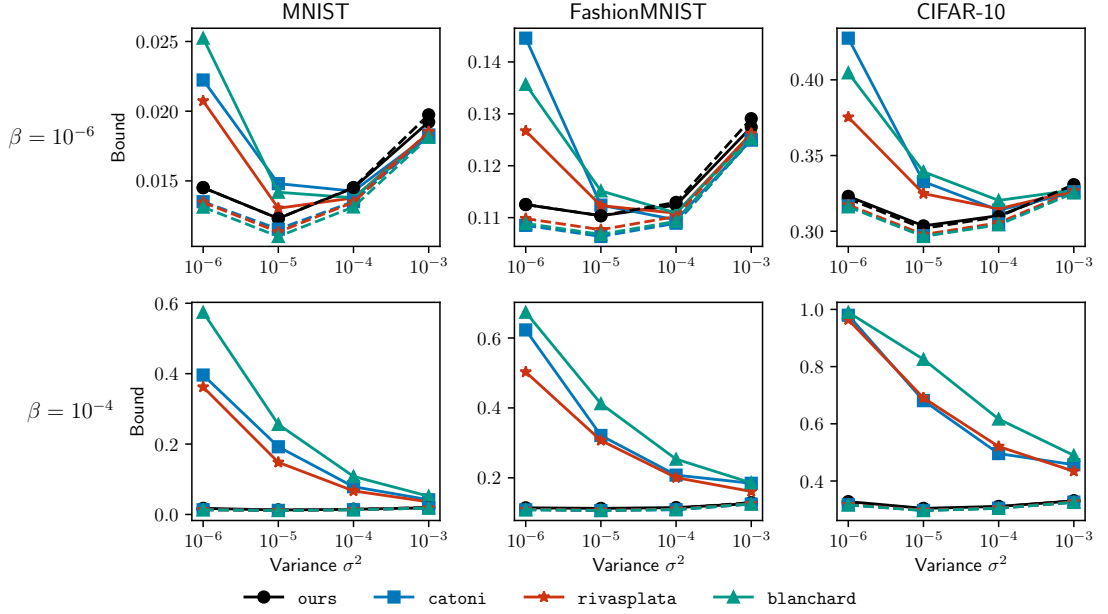 MNIST FashionMNIST CIFAR-10
β = 10⁻⁶
Bound
0.025
0.020
0.015
10⁻⁶ 10⁻⁵ 10⁻⁴ 10⁻³
0.14
0.13
0.12
0.11
10⁻⁶ 10⁻⁵ 10⁻⁴ 10⁻³
0.40
0.35
0.30
10⁻⁶ 10⁻⁵ 10⁻⁴ 10⁻³
β = 10⁻⁴
Bound
0.6
0.4
0.2
0.0
10⁻⁶ 10⁻⁵ 10⁻⁴ 10⁻³
Variance σ²
0.6
0.4
0.2
10⁻⁶ 10⁻⁵ 10⁻⁴ 10⁻³
Variance σ²
1.0
0.8
0.6
0.4
10⁻⁶ 10⁻⁵ 10⁻⁴ 10⁻³
Variance σ²
ours catoni rivasplata blanchard